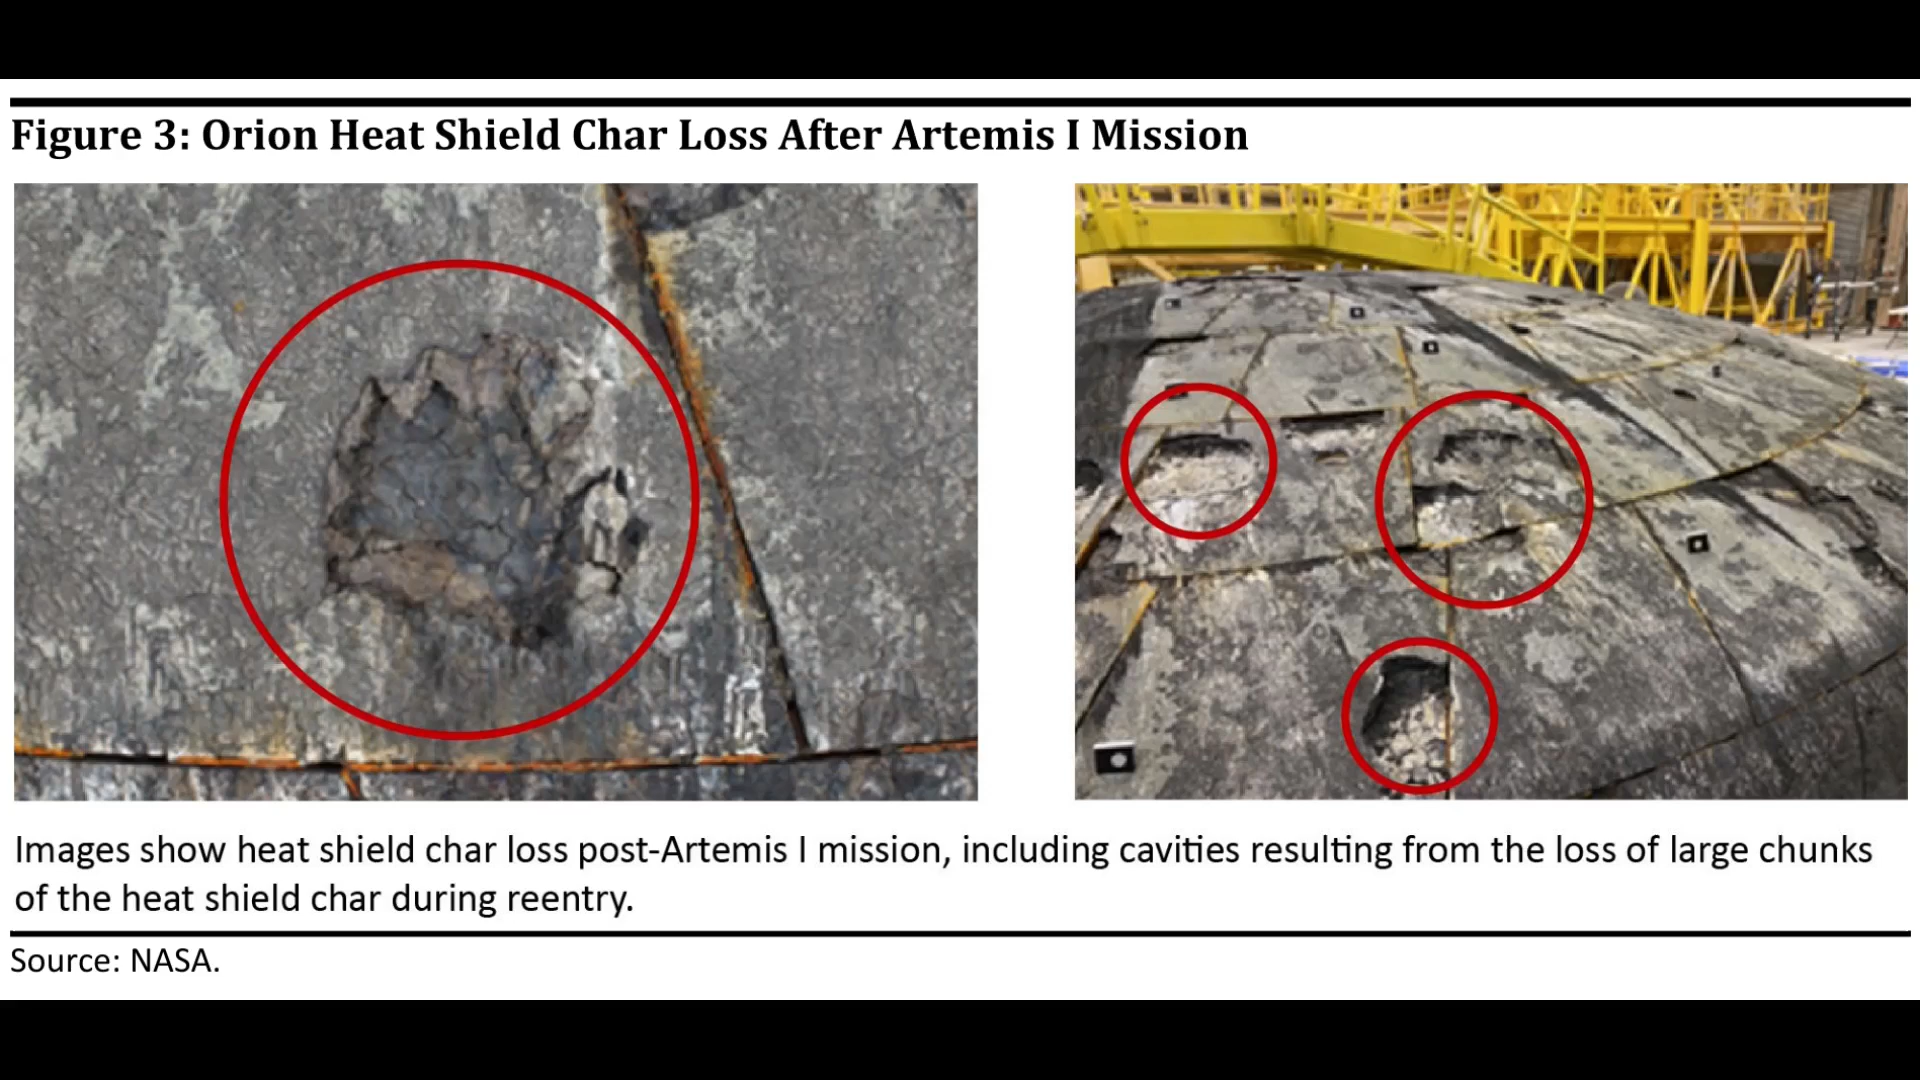 Figure 3: Orion Heat Shield Char Loss After Artemis I Mission
Images show heat shield char loss post-Artemis I mission, including cavities resulting from the loss of large chunks
of the heat shield char during reentry.
Source: NASA.